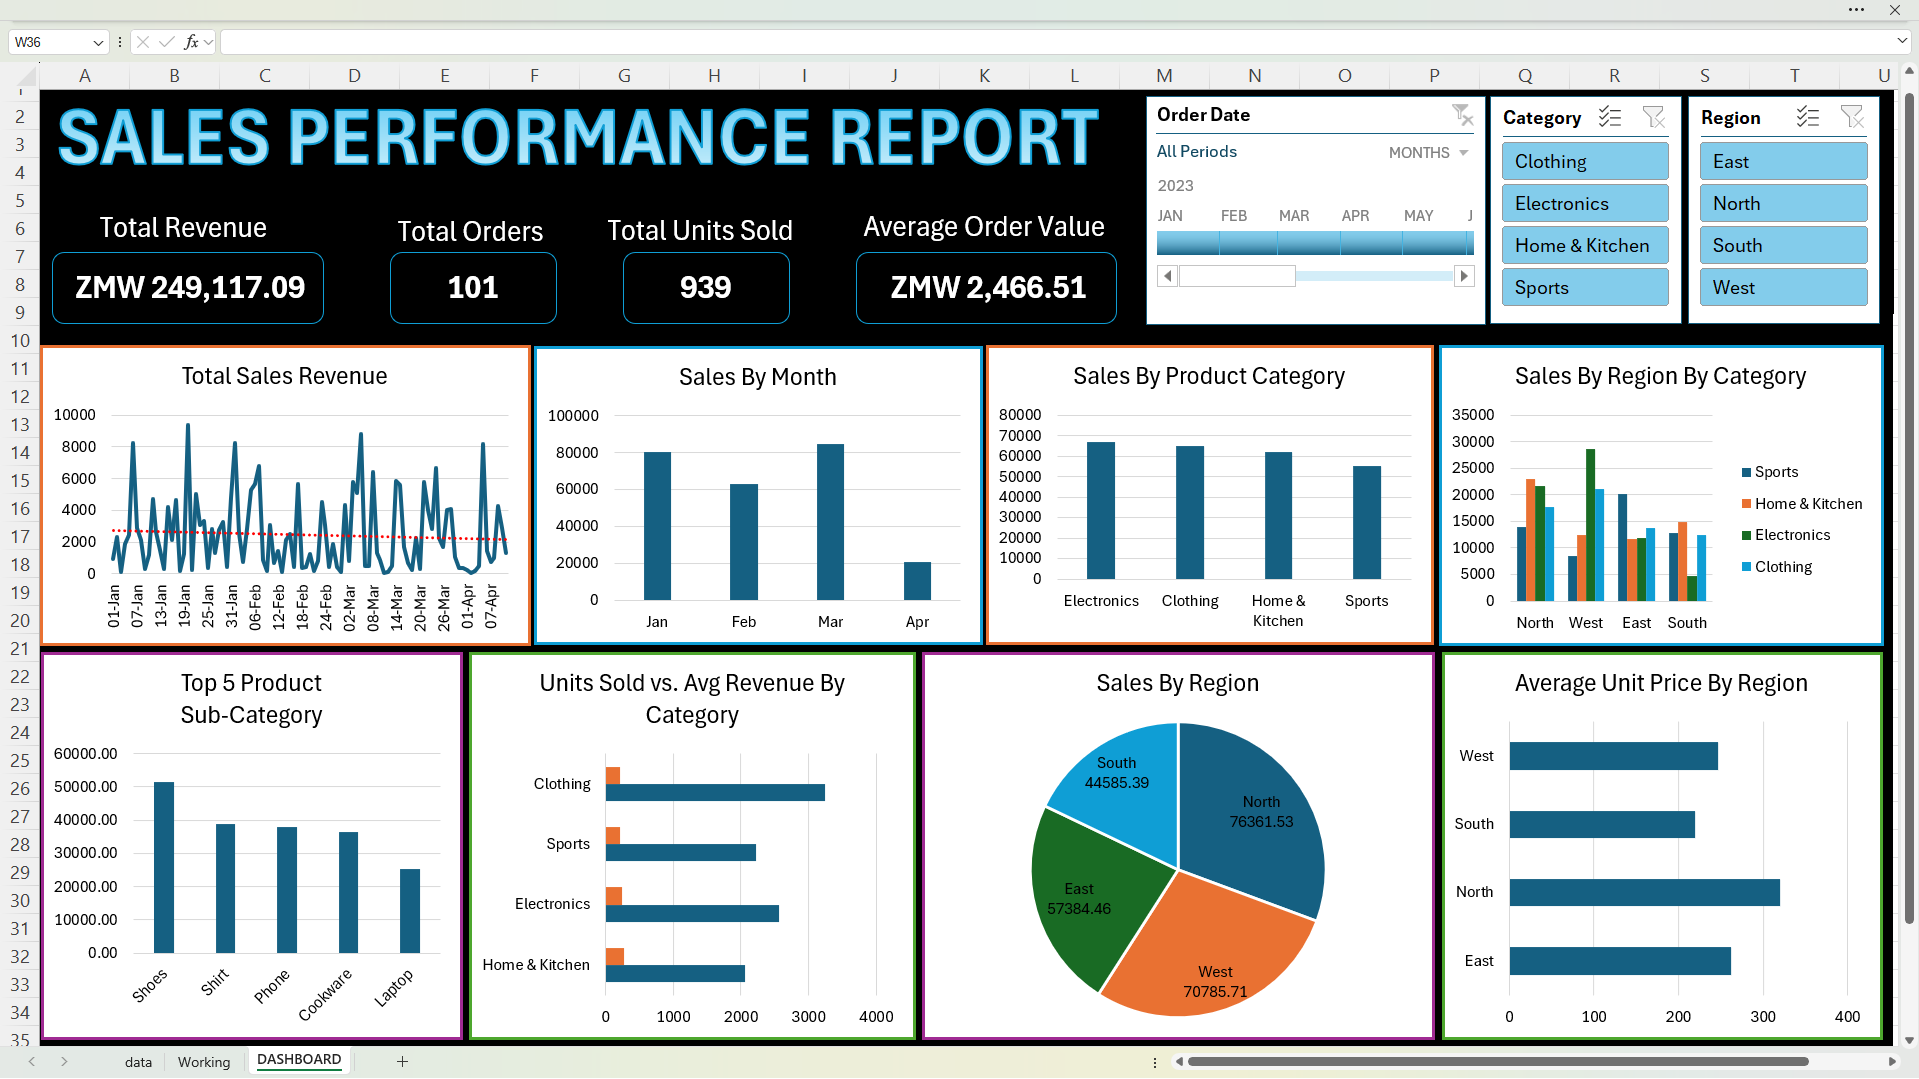 W36
fx
A B C D E F G H I J K L M N O P Q R S T U
1
2
3
4
5
6
7
8
9
10
11
12
13
14
15
16
17
18
19
20
21
22
23
24
25
26
27
28
29
30
31
32
33
34
35
SALES PERFORMANCE REPORT
Total Revenue
ZMW 249,117.09
Total Orders
101
Total Units Sold
939
Average Order Value
ZMW 2,466.51
Order Date
All Periods
MONTHS
2023
JAN FEB MAR APR MAY J
Category
Clothing
Electronics
Home & Kitchen
Sports
Region
East
North
South
West
Total Sales Revenue
10000
8000
6000
4000
2000
0
01-Jan 07-Jan 13-Jan 19-Jan 25-Jan 31-Jan 06-Feb 12-Feb 18-Feb 24-Feb 02-Mar 08-Mar 14-Mar 20-Mar 26-Mar 01-Apr 07-Apr
Sales By Month
100000
80000
60000
40000
20000
0
Jan Feb Mar Apr
Sales By Product Category
80000
70000
60000
50000
40000
30000
20000
10000
0
Electronics Clothing Home & Sports
Kitchen
Sales By Region By Category
35000
30000
25000
20000
15000
10000
5000
0
North West East South
Sports
Home & Kitchen
Electronics
Clothing
Top 5 Product
Sub-Category
60000.00
50000.00
40000.00
30000.00
20000.00
10000.00
0.00
Shoes Shirt Phone Cookware Laptop
Units Sold vs. Avg Revenue By
Category
Clothing
Sports
Electronics
Home & Kitchen
0 1000 2000 3000 4000
Sales By Region
South
44585.39
North
76361.53
East
57384.46
West
70785.71
Average Unit Price By Region
West
South
North
East
0 100 200 300 400
data Working DASHBOARD